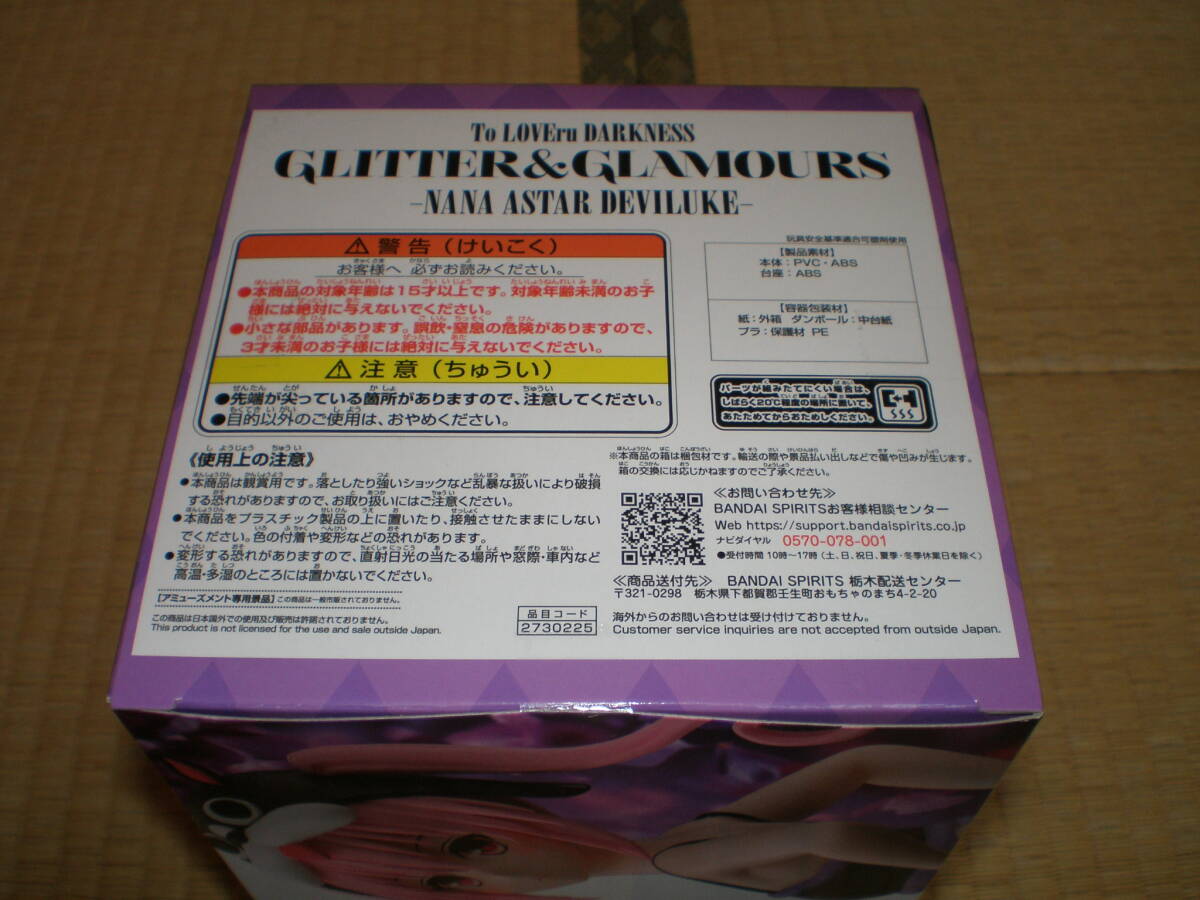 To LOVEru DARKNESS
GLITTER&GLAMOURS
-NANA ASTAR DEVILUKE-
⚠警告(けいこく)
お客様へ 必ずお読みください。
●本商品の対象年齢は15才以上です。対象年齢未満のお子
様には絶対に与えないでください。
●小さな部品があります。誤飲・窒息の危険がありますので、
3才未満のお子様には絶対に与えないでください。
⚠注意(ちゅうい)
●先端が尖っている箇所がありますので、注意してください。
●目的以外のご使用は、おやめください。
玩具安全基準適合可塑剤使用
【製品素材】
本体:PVC・ABS
台座:ABS
【容器包装材】
紙:外箱 ダンボール:中台紙
プラ:保護材 PE
パーツが組みたてにくい場合は、
しばらく20℃程度の場所に置いて、
あたためてからおためしください。
《使用上の注意》
●本商品は観賞用です。落としたり強いショックなど乱暴な扱いにより破損
する恐れがありますので、お取り扱いにはご注意ください。
●本商品をプラスチック製品の上に置いたり、接触させたままにしない
でください。色の付着や変形などの恐れがあります。
●変形する恐れがありますので、直射日光の当たる場所や窓際・車内など
高温・多湿のところには置かないでください。
[アミューズメント専用景品]この商品は一般市販されておりません。
この商品は日本国外での使用及び販売は許諾されておりません。
This product is not licensed for the use and sale outside Japan.
品目コード
2730225
※本商品の箱は梱包材です。輸送の際や景品払い出しなどで傷や凹みが生じます。
箱の交換には応じかねますのでご了承ください。
≪お問い合わせ先≫
BANDAI SPIRITSお客様相談センター
Web https://support.bandaispirits.co.jp
ナビダイヤル 0570-078-001
●受付時間 10時〜17時(土、日、祝日、夏季・冬季休業日を除く)
≪商品送付先≫ BANDAI SPIRITS 栃木配送センター
〒321-0298 栃木県下都賀郡壬生町おもちゃのまち4-2-20
海外からのお問い合わせは受け付けておりません。
Customer service inquiries are not accepted from outside Japan.